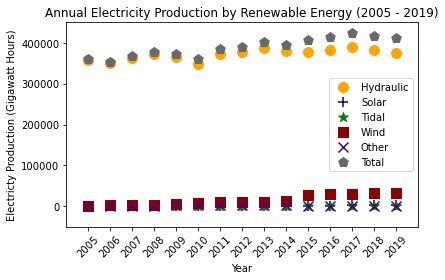 Annual Electricity Production by Renewable Energy (2005 - 2019)
Electricty Production (Gigawatt Hours)
400000
300000
200000
100000
0
Hydraulic
Solar
Tidal
Wind
Other
Total
2005 2006 2007 2008 2009 2010 2011 2012 2013 2014 2015 2016 2017 2018 2019
Year